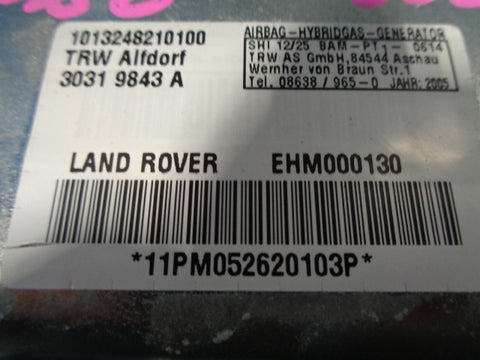 1013248210100
TRW Alfdorf
3031 9843 A
AIRBAG-HYBRIDGAS-GENERATOR
SHI 12/25 BAM-PT1- 0614
TRW AS GmbH,84544 Aschau
Wernher von Braun Str.1
Tel. 08638/965-0 JAHR: 2005
LAND ROVER EHM000130
*11PM052620103P*